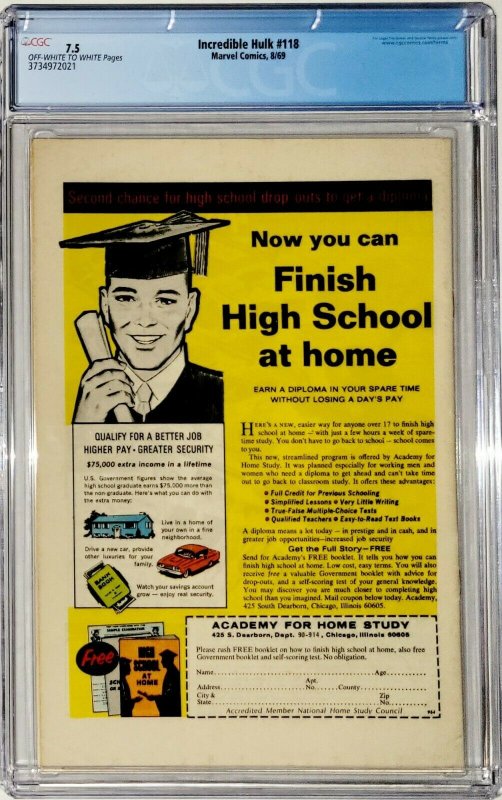 CGC
7.5
OFF-WHITE TO WHITE Pages
3734972021
Incredible Hulk #118
Marvel Comics, 8/69
www.cgccomics.com/terms
CGC
Second chance for high school drop outs to get a diploma
Now you can
Finish
High School
at home
EARN A DIPLOMA IN YOUR SPARE TIME
WITHOUT LOSING A DAY'S PAY
HERE'S A NEW, easier way for anyone over 17 to finish high
school at home – with just a few hours a week of spare-
time study. You don't have to go back to school – school comes
to you.
This new, streamlined program is offered by Academy for
Home Study. It was planned especially for working men and
women who need a diploma to get ahead and can't take time
out to go to classroom study. It offers these advantages:
• Full Credit for Previous Schooling
• Simplified Lessons • Very Little Writing
• True-False Multiple-Choice Tests
• Qualified Teachers • Easy-to-Read Text Books
A diploma means a lot today – in prestige and in cash, and in
greater job opportunities–increased job security
Get the Full Story–FREE
Send for Academy's FREE booklet. It tells you how you can
finish high school at home. Low cost, easy terms. You will also
receive free a valuable Government booklet with advice for
drop-outs, and a self-scoring test of your general knowledge.
You may discover you are much closer to completing high
school than you imagined. Mail coupon below today. Academy,
425 South Dearborn, Chicago, Illinois 60605.
QUALIFY FOR A BETTER JOB
HIGHER PAY · GREATER SECURITY
$75,000 extra income in a lifetime
U.S. Government figures show the average
high school graduate earns $75,000 more than
the non-graduate. Here's what you can do with
the extra money:
Live in a home of
your own in a fine
neighborhood.
Drive a new car, provide
other luxuries for your
family.
BANK
BOOK
Watch your savings account
grow – enjoy real security.
SAMPLE EXAMINATION
Free
HIGH
SCHOOL
AT
HOME
ACADEMY FOR HOME STUDY
425 S. Dearborn, Dept. 90-914, Chicago, Illinois 60605
Please rush FREE booklet on how to finish high school at home, also free
Government booklet and self-scoring test. No obligation.
Name Age
Apt.
Address No. County
City & Zip
State No.
Accredited Member National Home Study Council 964